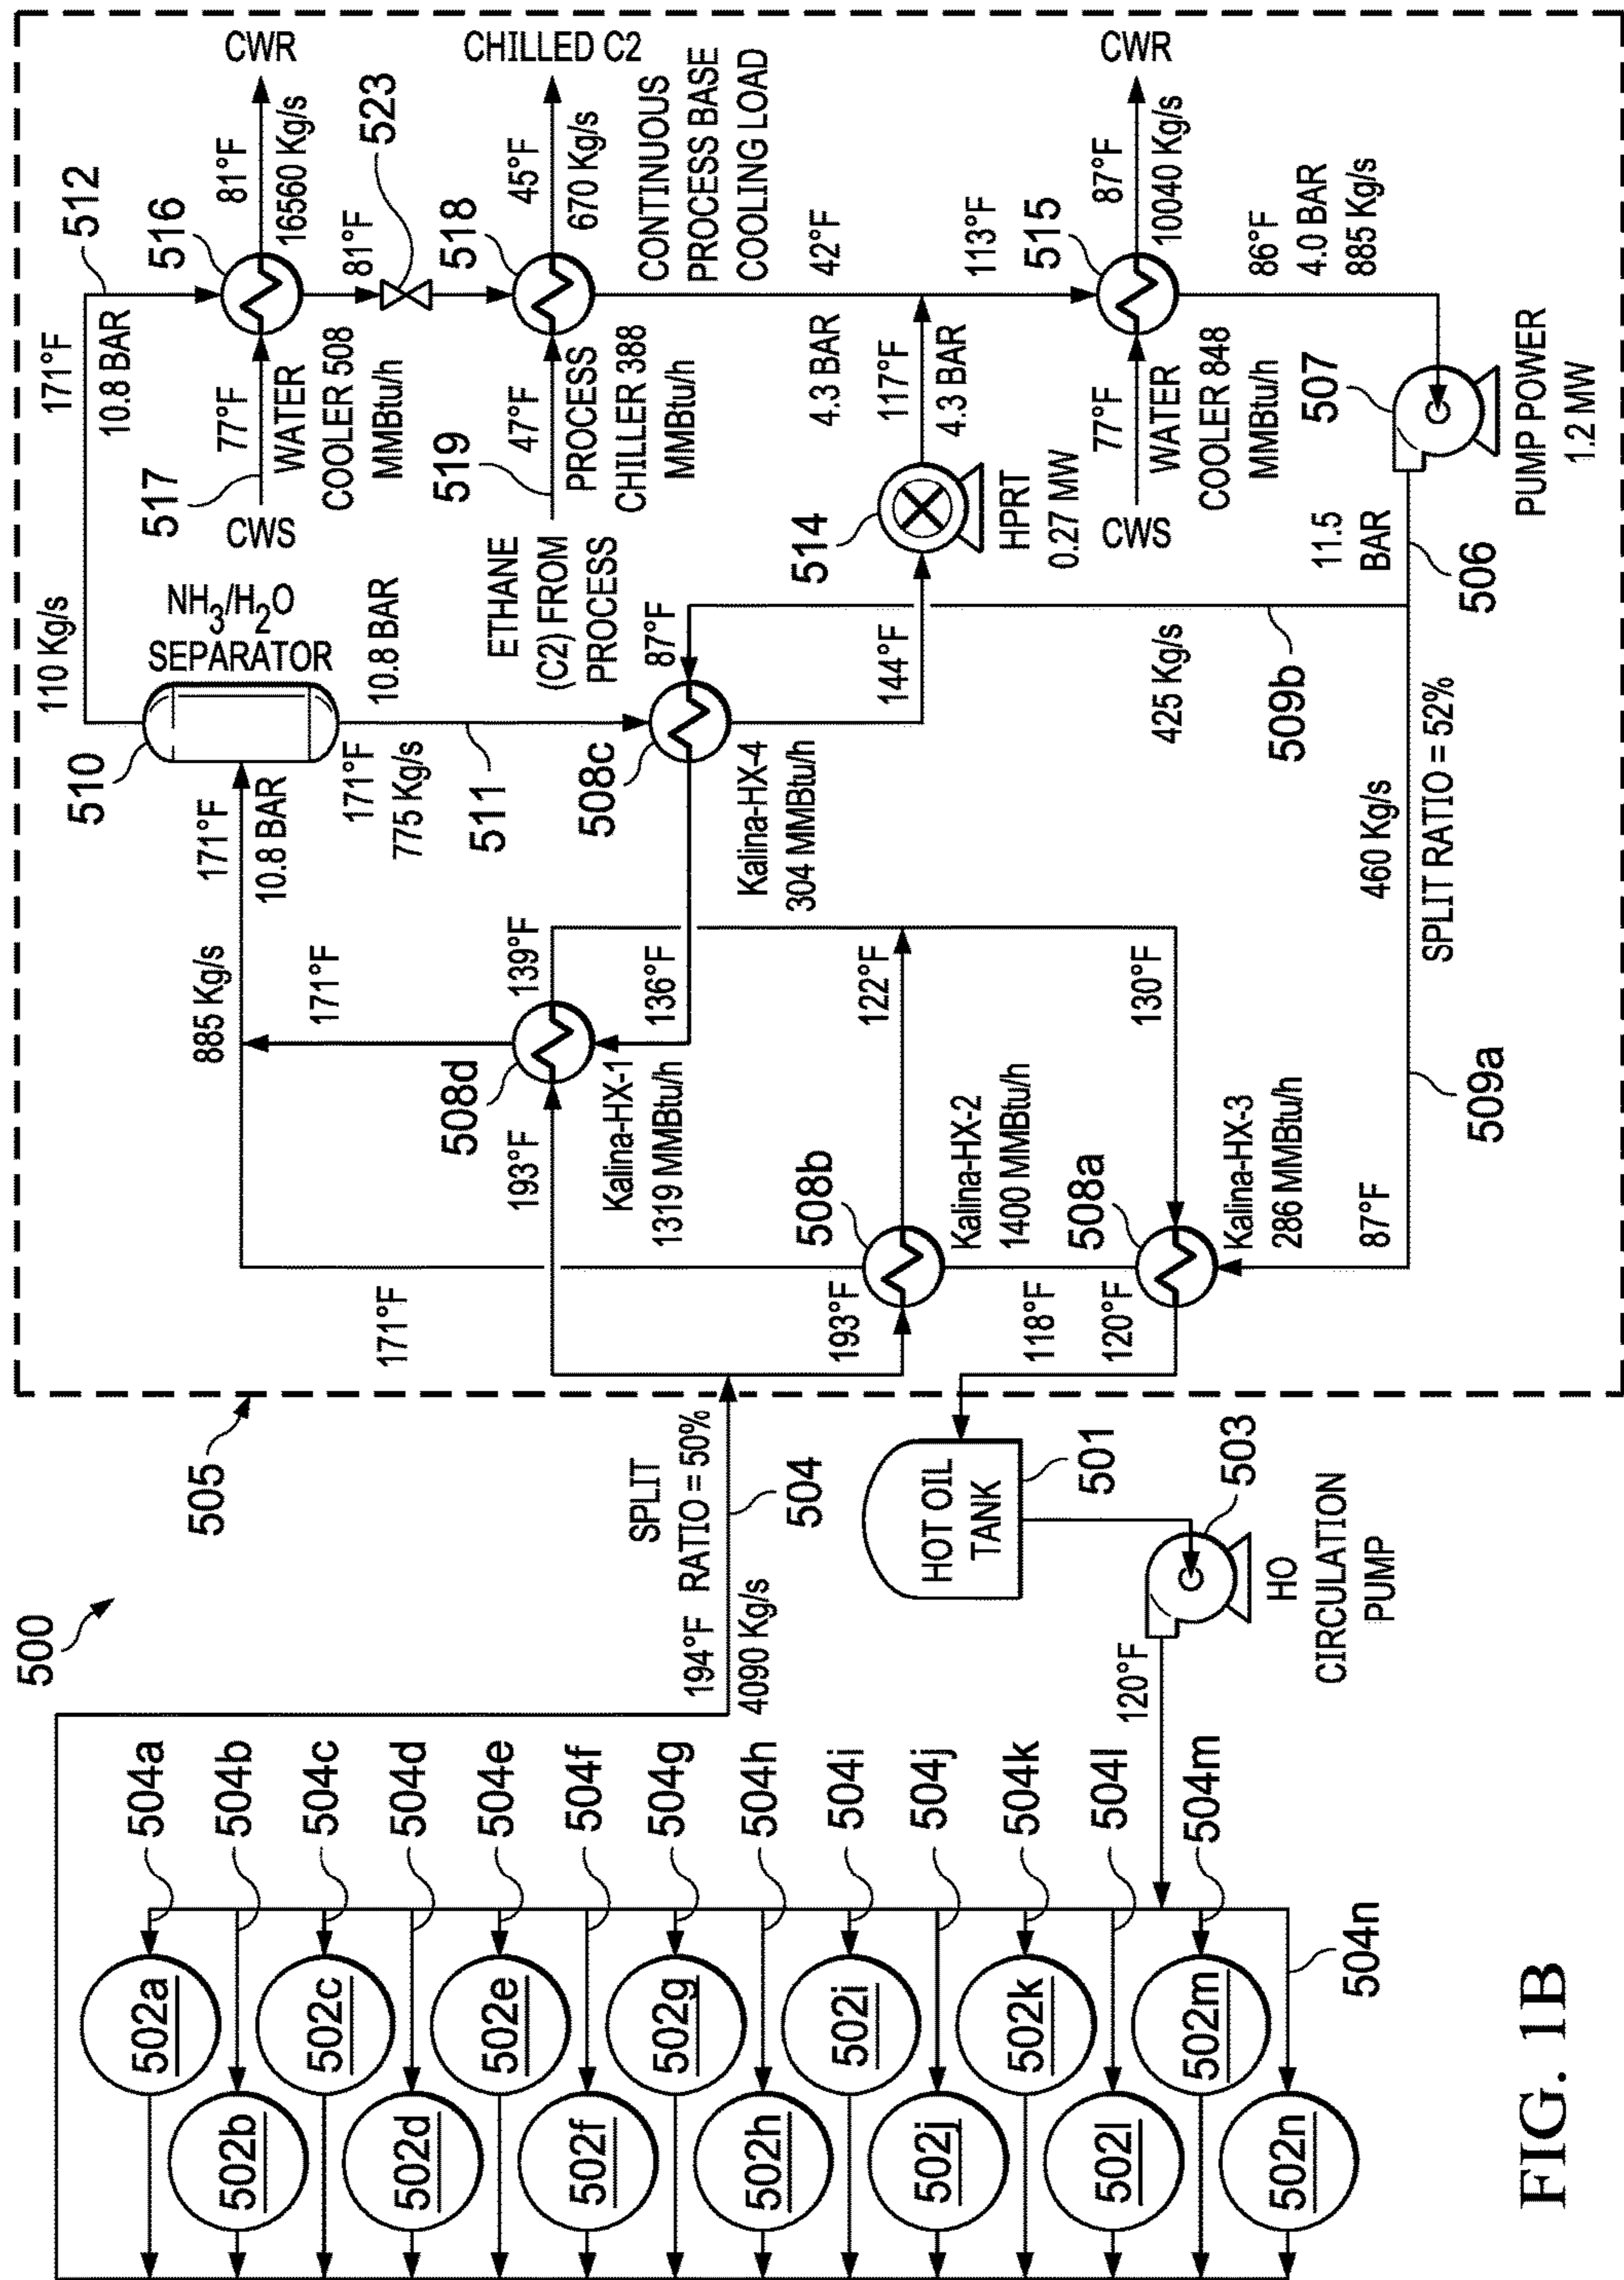 FIG. 1B
500
505
502a
502b
502c
502d
502e
502f
502g
502h
502i
502j
502k
502l
502m
502n
504a
504b
504c
504d
504e
504f
504g
504h
504i
504j
504k
504l
504m
504n
194°F
4090 Kg/s
SPLIT
RATIO = 50%
504
HOT OIL
TANK
501
503
HO
CIRCULATION
PUMP
120°F
171°F
193°F
508b
Kalina-HX-2
1400 MMBtu/h
118°F
120°F
508a
Kalina-HX-3
286 MMBtu/h
87°F
509a
193°F
508d
Kalina-HX-1
1319 MMBtu/h
139°F
136°F
122°F
130°F
885 Kg/s
171°F
171°F
10.8 BAR
510
NH3/H2O
SEPARATOR
171°F
775 Kg/s
10.8 BAR
511
508c
Kalina-HX-4
304 MMBtu/h
87°F
144°F
425 Kg/s
509b
460 Kg/s
SPLIT RATIO = 52%
110 Kg/s
171°F
10.8 BAR
512
516
517
CWS
77°F
WATER
COOLER 508
MMBtu/h
81°F
16560 Kg/s
CWR
81°F
523
518
519
ETHANE
(C2) FROM
PROCESS
47°F
PROCESS
CHILLER 388
MMBtu/h
45°F
670 Kg/s
CHILLED C2
CONTINUOUS
PROCESS BASE
COOLING LOAD
42°F
4.3 BAR
514
HPRT
0.27 MW
117°F
4.3 BAR
113°F
515
CWS
77°F
WATER
COOLER 848
MMBtu/h
87°F
10040 Kg/s
CWR
86°F
4.0 BAR
885 Kg/s
507
PUMP POWER
1.2 MW
11.5
BAR
506